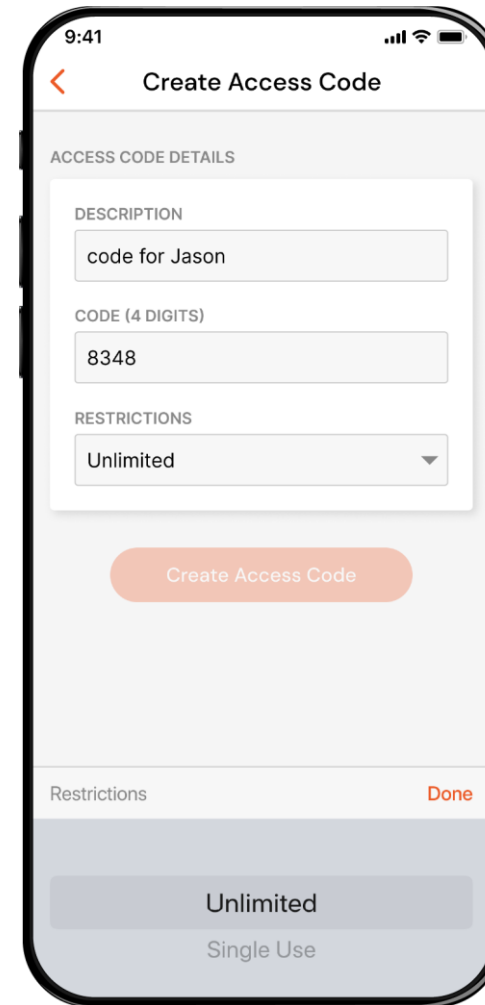 9:41
Create Access Code
ACCESS CODE DETAILS
DESCRIPTION
code for Jason
CODE (4 DIGITS)
8348
RESTRICTIONS
Unlimited
Create Access Code
Restrictions
Done
Unlimited
Single Use